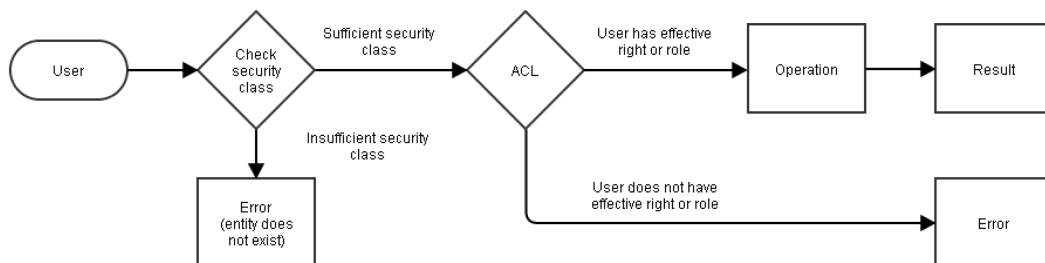 User
Check
security
class
Sufficient security
class
ACL
User has effective
right or role
Operation
Result
Insufficient security
class
Error
(entity does
not exist)
User does not have
effective right or role
Error